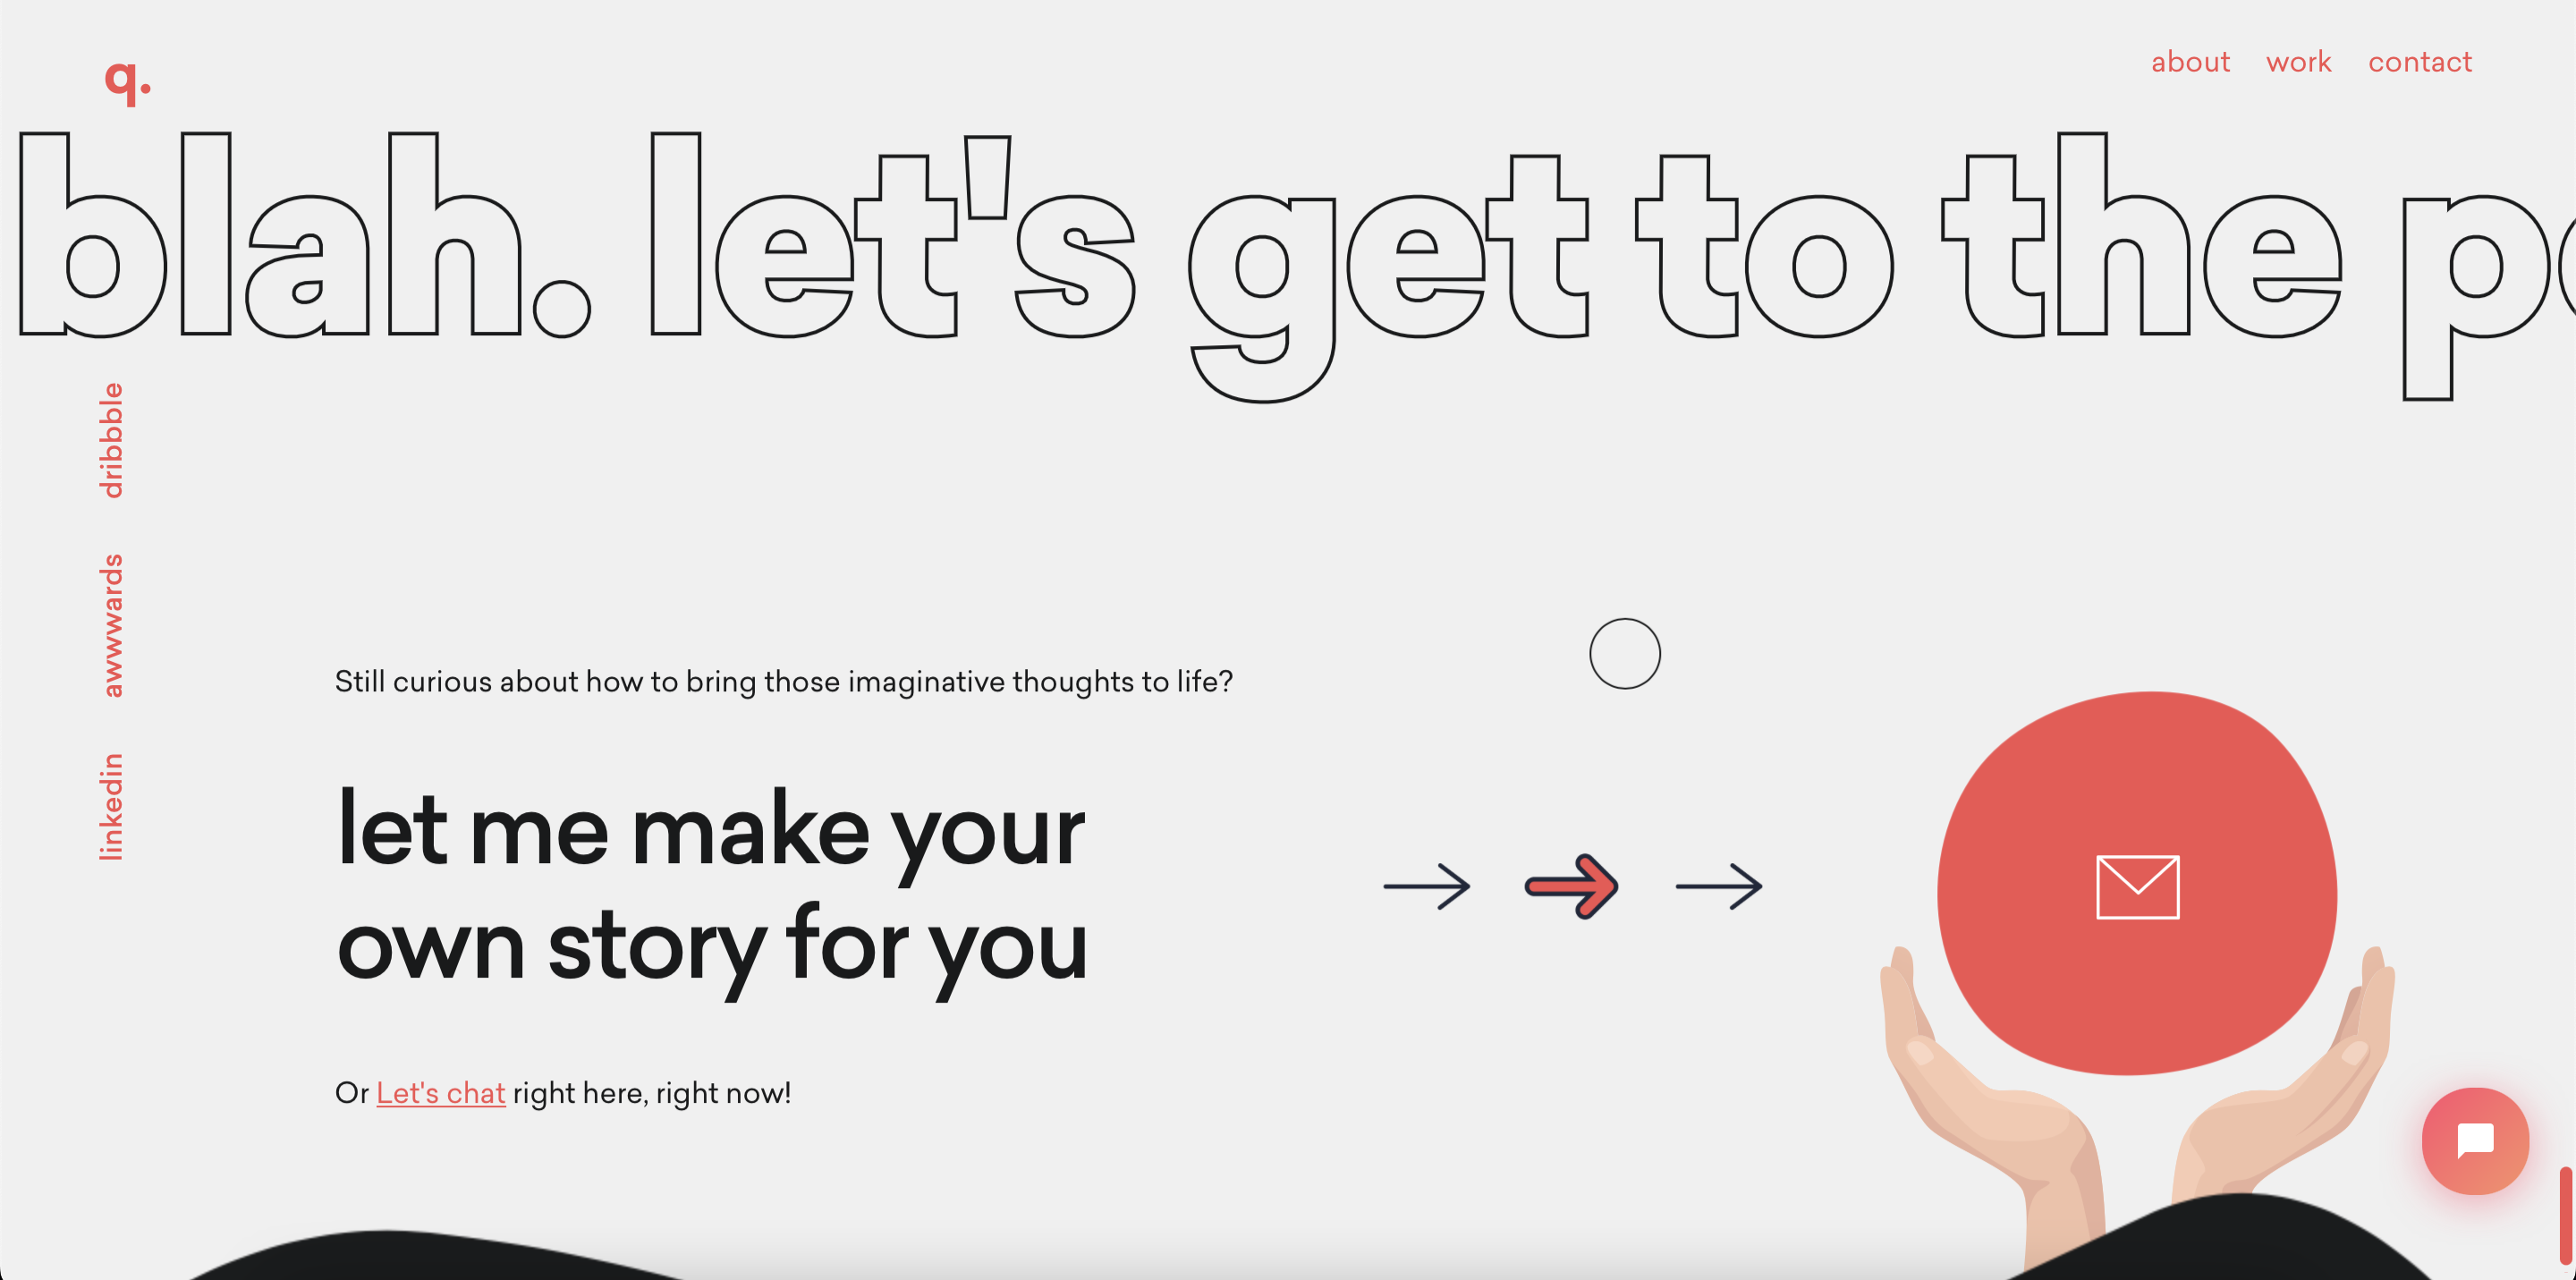 q.
about work contact
blah. let's get to the
dribbble
awwwards
linkedin
Still curious about how to bring those imaginative thoughts to life?
let me make your
own story for you
Or Let's chat right here, right now!